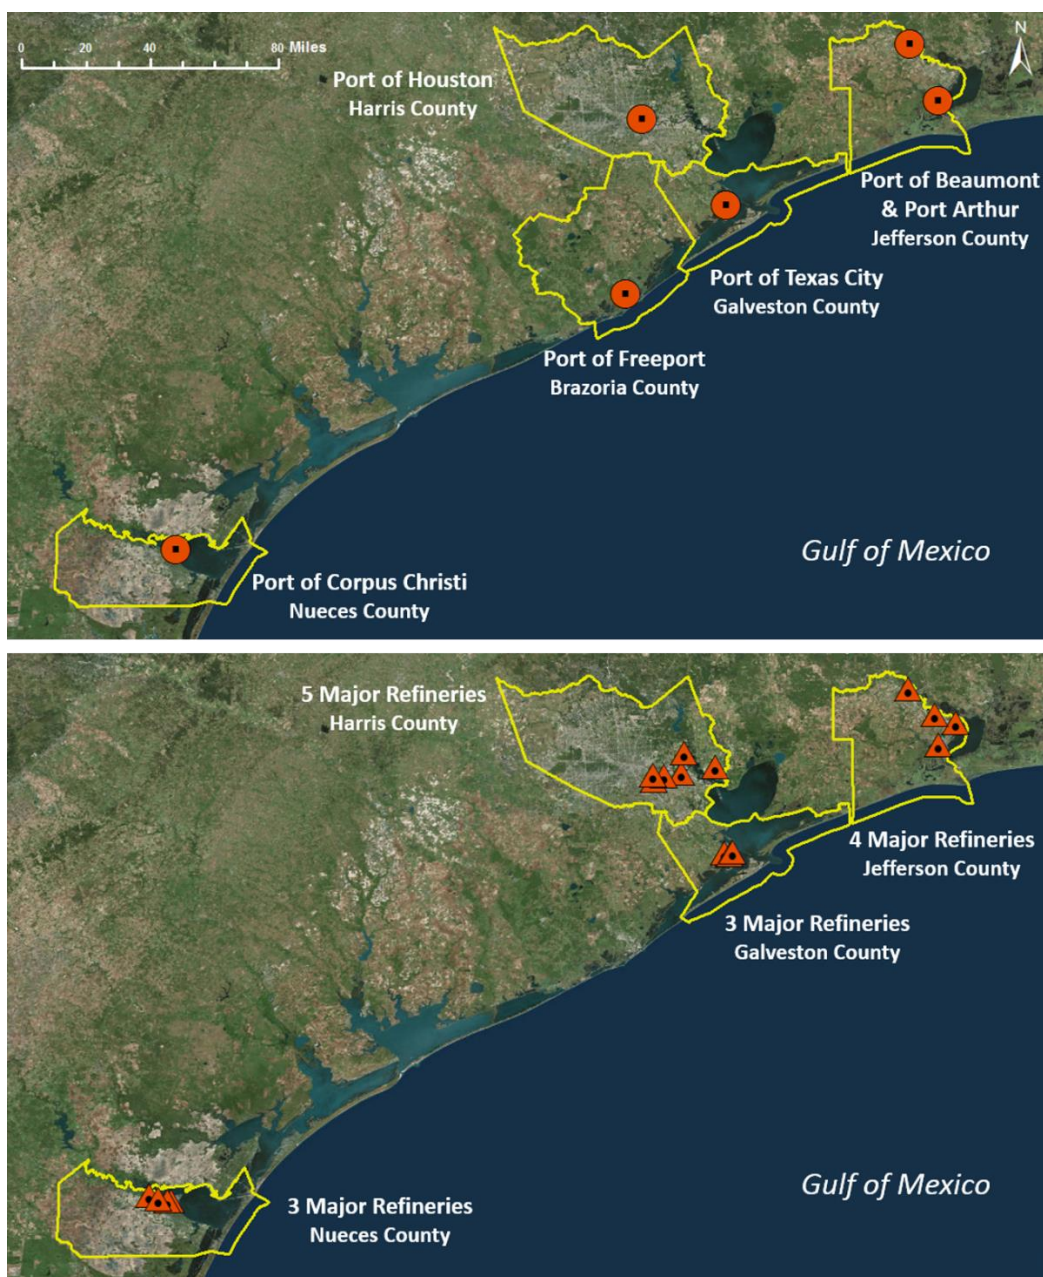 0 20 40 80 Miles
N
Port of Houston
Harris County
Port of Beaumont
& Port Arthur
Jefferson County
Port of Texas City
Galveston County
Port of Freeport
Brazoria County
Gulf of Mexico
Port of Corpus Christi
Nueces County
5 Major Refineries
Harris County
4 Major Refineries
Jefferson County
3 Major Refineries
Galveston County
Gulf of Mexico
3 Major Refineries
Nueces County